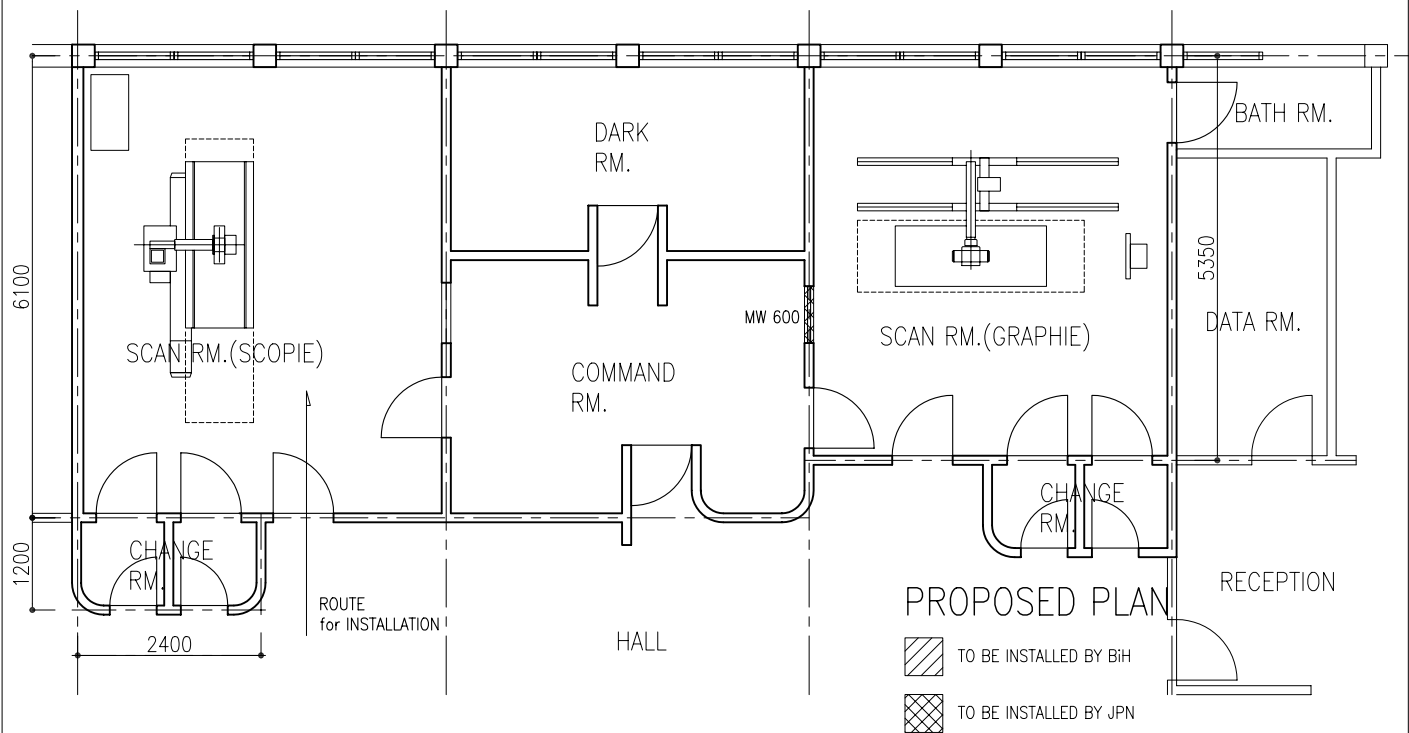 DARK
RM.
BATH RM.
6100
5350
MW 600
SCAN RM.(SCOPIE)
SCAN RM.(GRAPHIE)
DATA RM.
COMMAND
RM.
CHANGE
RM.
CHANGE
RM.
1200
ROUTE
for INSTALLATION
2400
HALL
RECEPTION
PROPOSED PLAN
TO BE INSTALLED BY BiH
TO BE INSTALLED BY JPN